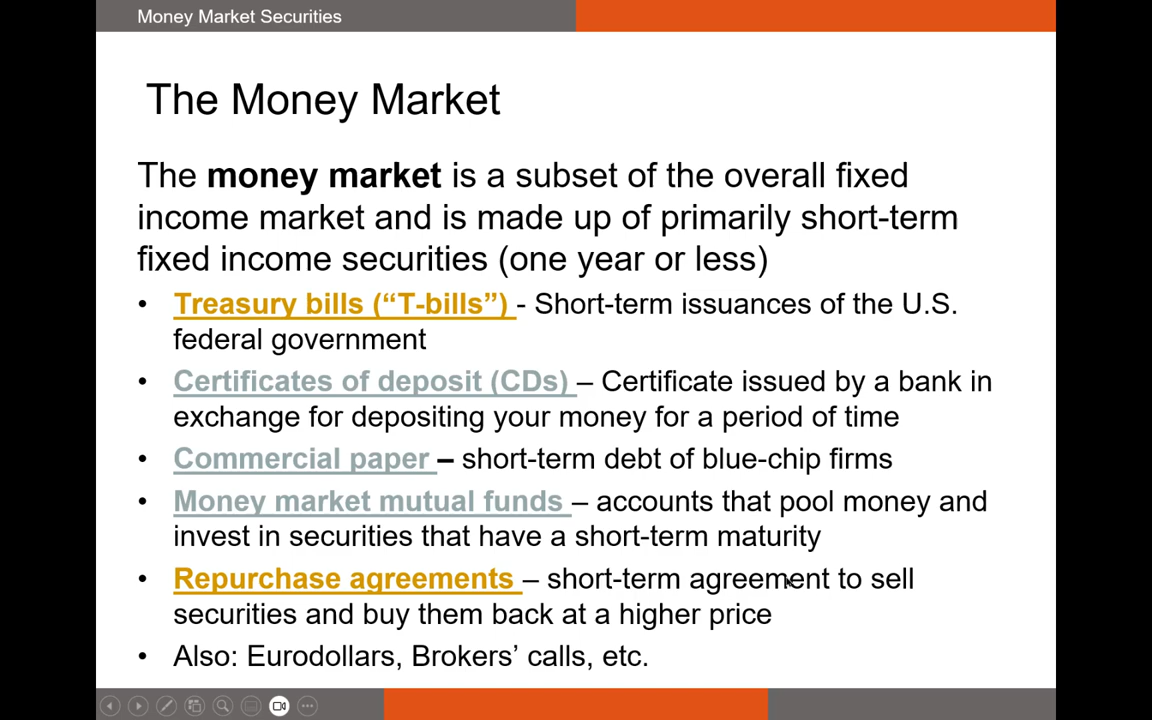 Money Market Securities
The Money Market
The money market is a subset of the overall fixed
income market and is made up of primarily short-term
fixed income securities (one year or less)
• Treasury bills (“T-bills”) - Short-term issuances of the U.S.
federal government
• Certificates of deposit (CDs) – Certificate issued by a bank in
exchange for depositing your money for a period of time
• Commercial paper – short-term debt of blue-chip firms
• Money market mutual funds – accounts that pool money and
invest in securities that have a short-term maturity
• Repurchase agreements – short-term agreement to sell
securities and buy them back at a higher price
• Also: Eurodollars, Brokers’ calls, etc.